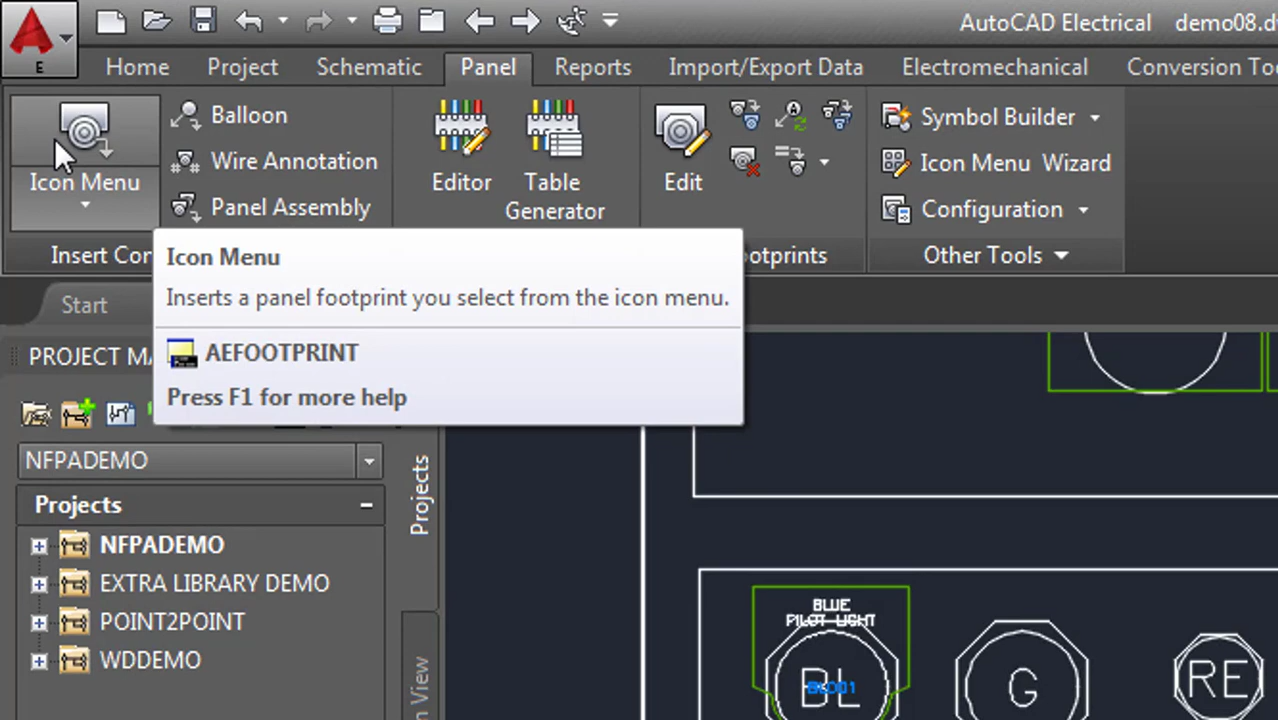 AutoCAD Electrical demo08.d
E
Home Project Schematic Panel Reports Import/Export Data Electromechanical Conversion Too
Icon Menu
Balloon
Wire Annotation
Panel Assembly
Editor
Table
Generator
Edit
Symbol Builder
Icon Menu Wizard
Configuration
Insert Con
otprints
Other Tools
Icon Menu
Inserts a panel footprint you select from the icon menu.
AEFOOTPRINT
Press F1 for more help
Start
PROJECT MA
NFPADEMO
Projects
NFPADEMO
EXTRA LIBRARY DEMO
POINT2POINT
WDDEMO
Projects
n View
BLUE
PILOT LIGHT
BL
G
RE